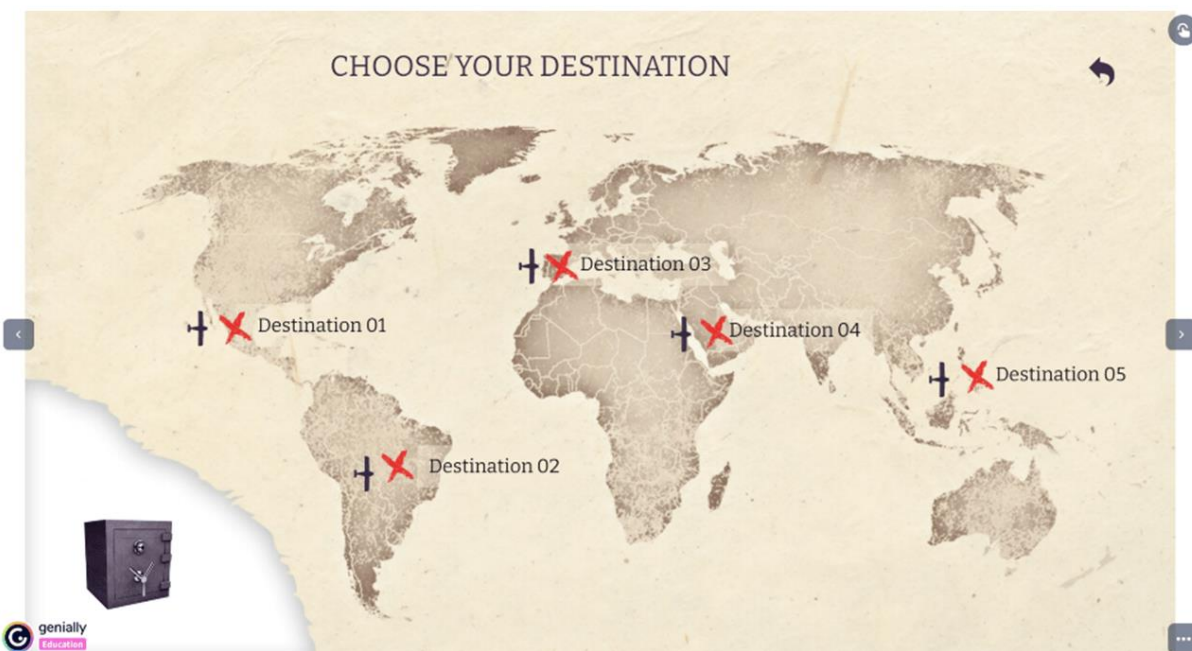 CHOOSE YOUR DESTINATION
Destination 03
Destination 01
Destination 04
Destination 05
Destination 02
genially
Education